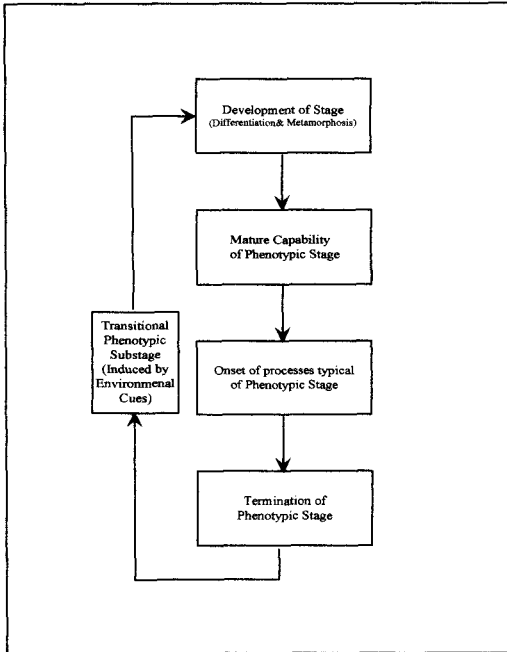 Development of Stage
(Differentiation& Metamorphosis)
Mature Capability
of Phenotypic Stage
Transitional
Phenotypic
Substage
(Induced by
Environmenal
Cues)
Onset of processes typical
of Phenotypic Stage
Termination of
Phenotypic Stage